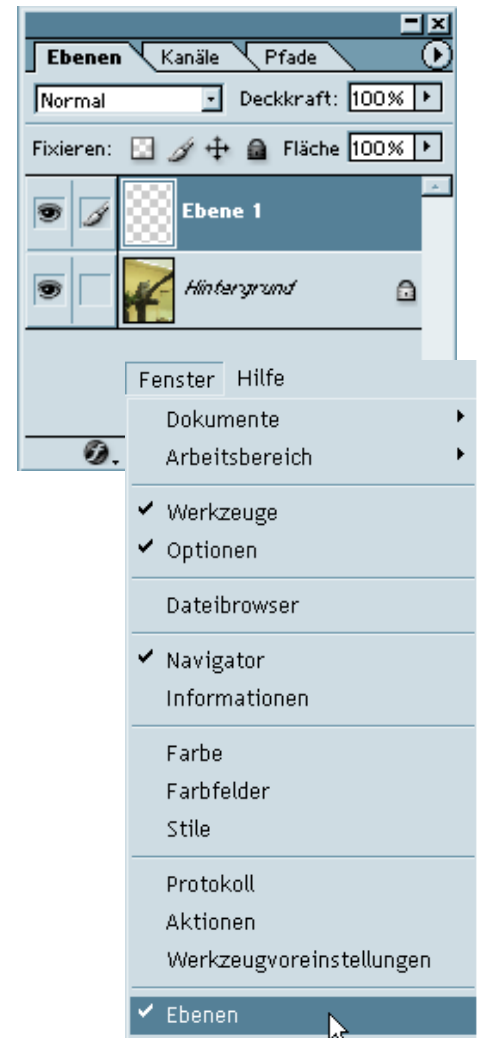 Ebenen Kanäle Pfade
Normal Deckkraft: 100%
Fixieren: Fläche 100%
Ebene 1
Hintergrund
Fenster Hilfe
Dokumente
Arbeitsbereich
Werkzeuge
Optionen
Dateibrowser
Navigator
Informationen
Farbe
Farbfelder
Stile
Protokoll
Aktionen
Werkzeugvoreinstellungen
Ebenen